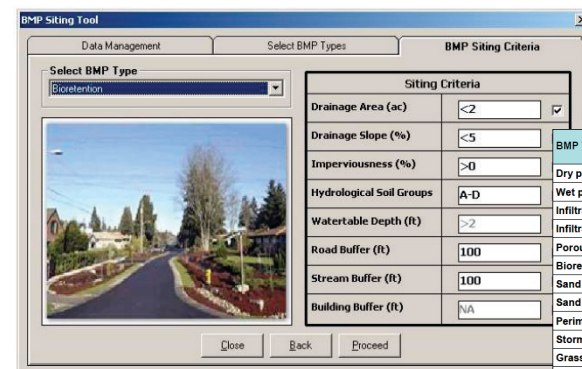 BMP Siting Tool
Data Management Select BMP Types BMP Siting Criteria
Select BMP Type
Bioretention
Siting Criteria
Drainage Area (ac) <2
Drainage Slope (%) <5
Imperviousness (%) >0
Hydrological Soil Groups A-D
Watertable Depth (ft) >2
Road Buffer (ft) 100
Stream Buffer (ft) 100
Building Buffer (ft) NA
Close Back Proceed
BMP
Dry p
Wet p
Infiltr
Infiltr
Porou
Biore
Sand
Sand
Perim
Storm
Grass